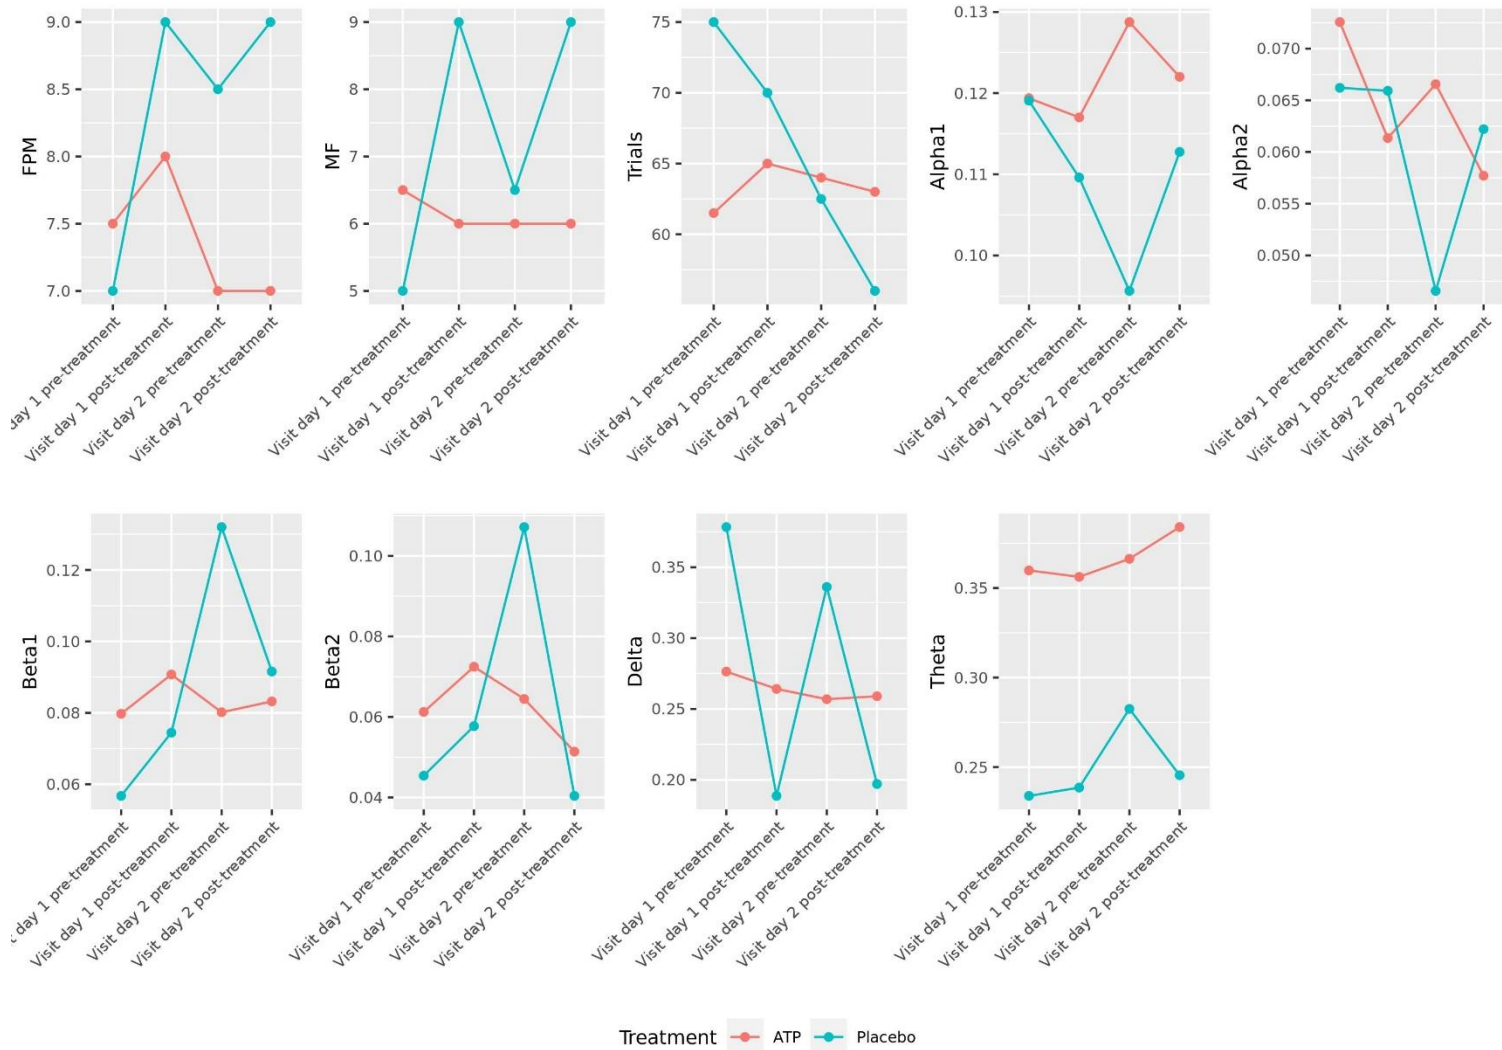 FPM
9.0
8.5
8.0
7.5
7.0
day 1 pre-treatment
Visit day 1 post-treatment
Visit day 2 pre-treatment
Visit day 2 post-treatment
MF
9
8
7
6
5
Visit day 1 pre-treatment
Visit day 1 post-treatment
Visit day 2 pre-treatment
Visit day 2 post-treatment
Trials
75
70
65
60
Visit day 1 pre-treatment
Visit day 1 post-treatment
Visit day 2 pre-treatment
Visit day 2 post-treatment
Alpha1
0.13
0.12
0.11
0.10
Visit day 1 pre-treatment
Visit day 1 post-treatment
Visit day 2 pre-treatment
Visit day 2 post-treatment
Alpha2
0.070
0.065
0.060
0.055
0.050
Visit day 1 pre-treatment
Visit day 1 post-treatment
Visit day 2 pre-treatment
Visit day 2 post-treatment
Beta1
0.12
0.10
0.08
0.06
day 1 pre-treatment
Visit day 1 post-treatment
Visit day 2 pre-treatment
Visit day 2 post-treatment
Beta2
0.10
0.08
0.06
0.04
Visit day 1 pre-treatment
Visit day 1 post-treatment
Visit day 2 pre-treatment
Visit day 2 post-treatment
Delta
0.35
0.30
0.25
0.20
Visit day 1 pre-treatment
Visit day 1 post-treatment
Visit day 2 pre-treatment
Visit day 2 post-treatment
Theta
0.35
0.30
0.25
Visit day 1 pre-treatment
Visit day 1 post-treatment
Visit day 2 pre-treatment
Visit day 2 post-treatment
Treatment ATP Placebo